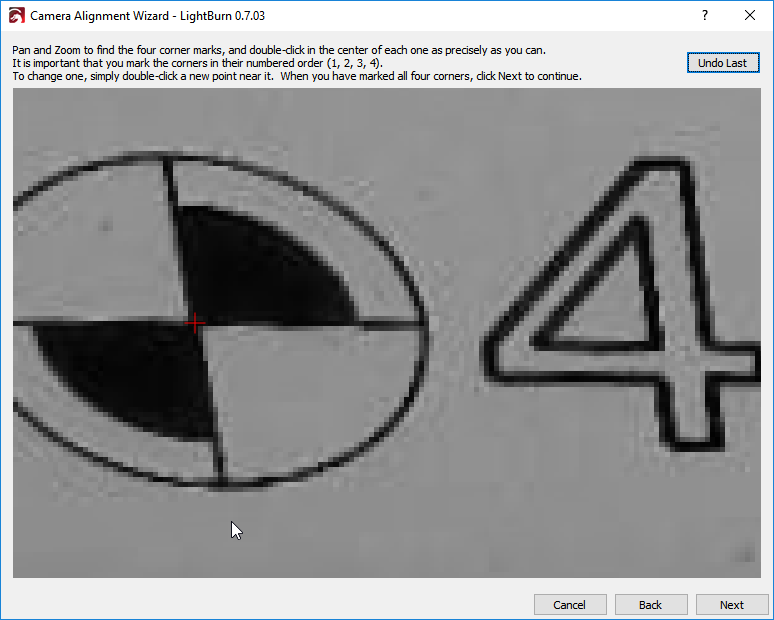 Camera Alignment Wizard - LightBurn 0.7.03
Pan and Zoom to find the four corner marks, and double-click in the center of each one as precisely as you can.
It is important that you mark the corners in their numbered order (1, 2, 3, 4).
To change one, simply double-click a new point near it.  When you have marked all four corners, click Next to continue.
Undo Last
4
Cancel
Back
Next